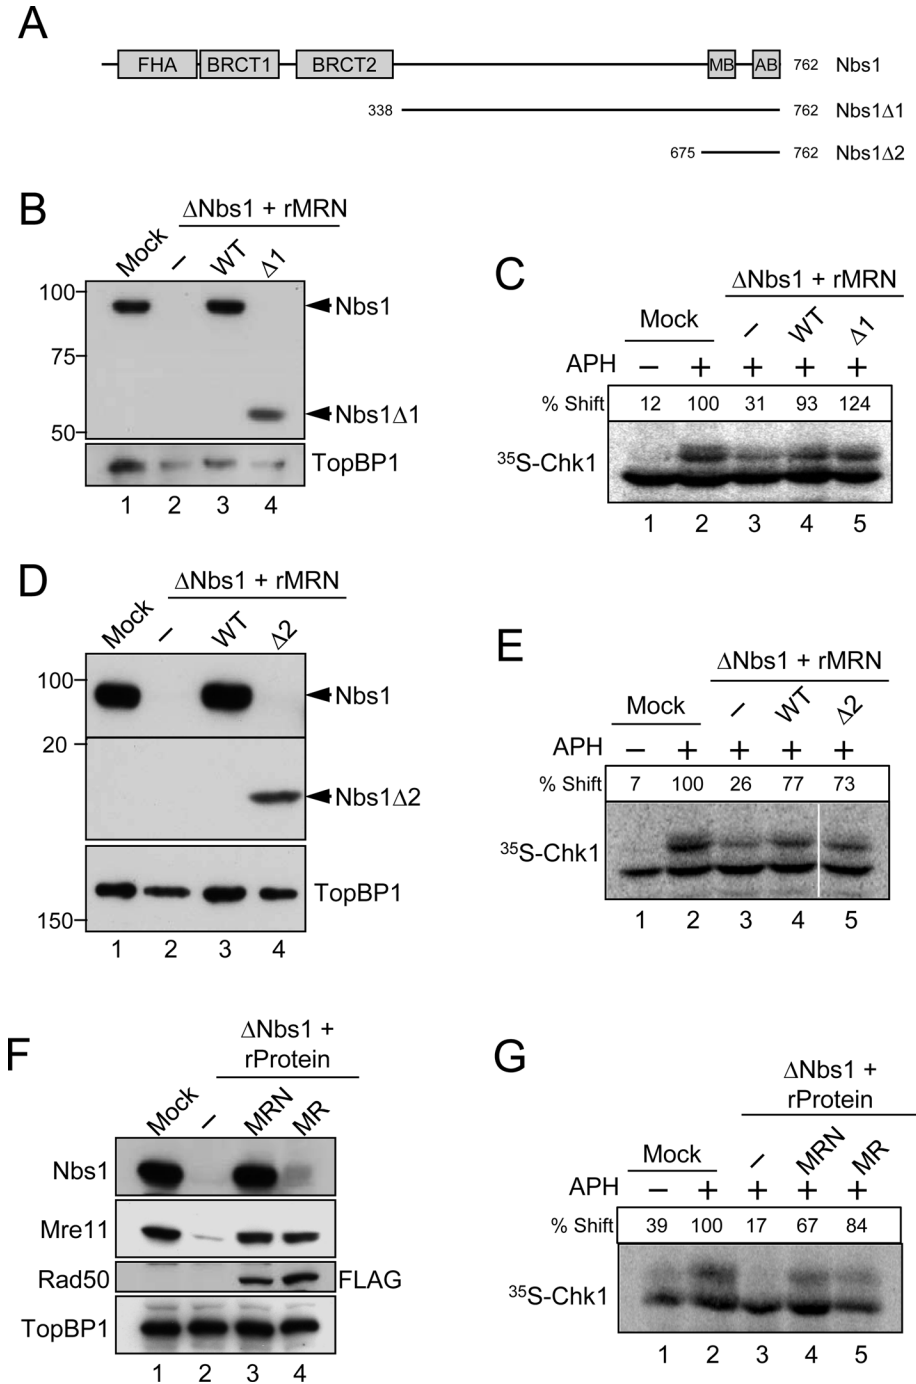 A
FHA BRCT1 BRCT2 MB AB 762 Nbs1
338 762 Nbs1Δ1
675 762 Nbs1Δ2
B
ΔNbs1 + rMRN
Mock – WT Δ1
100
Nbs1
75
Nbs1Δ1
50
TopBP1
1 2 3 4
C
ΔNbs1 + rMRN
Mock – WT Δ1
APH – + + + +
% Shift 12 100 31 93 124
³⁵S-Chk1
1 2 3 4 5
D
ΔNbs1 + rMRN
Mock – WT Δ2
100
Nbs1
20
Nbs1Δ2
TopBP1
150
1 2 3 4
E
ΔNbs1 + rMRN
Mock – WT Δ2
APH – + + + +
% Shift 7 100 26 77 73
³⁵S-Chk1
1 2 3 4 5
F
ΔNbs1 +
rProtein
Mock – MRN MR
Nbs1
Mre11
Rad50 FLAG
TopBP1
1 2 3 4
G
ΔNbs1 +
rProtein
Mock – MRN MR
APH – + + + +
% Shift 39 100 17 67 84
³⁵S-Chk1
1 2 3 4 5